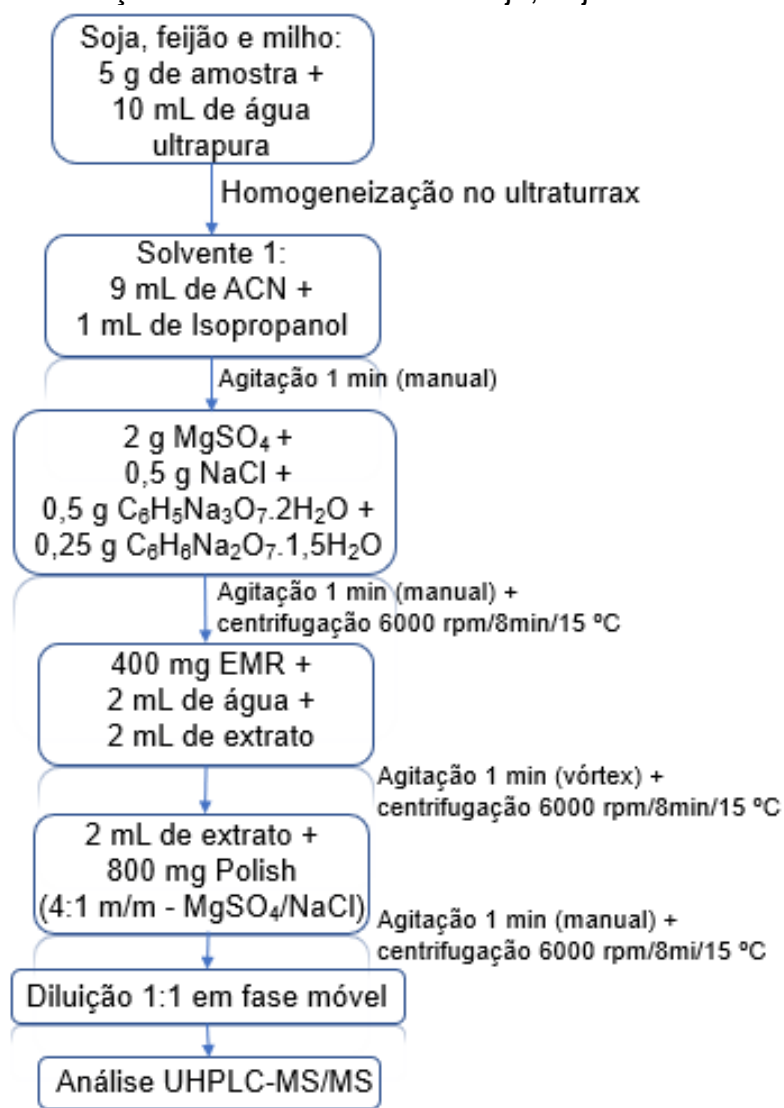 Soja, feijão e milho:
5 g de amostra +
10 mL de água
ultrapura
Homogeneização no ultraturrax
Solvente 1:
9 mL de ACN +
1 mL de Isopropanol
Agitação 1 min (manual)
2 g MgSO₄ +
0,5 g NaCl +
0,5 g C₆H₅Na₃O₇.2H₂O +
0,25 g C₆H₆Na₂O₇.1,5H₂O
Agitação 1 min (manual) +
centrifugação 6000 rpm/8min/15 ºC
400 mg EMR +
2 mL de água +
2 mL de extrato
Agitação 1 min (vórtex) +
centrifugação 6000 rpm/8min/15 ºC
2 mL de extrato +
800 mg Polish
(4:1 m/m - MgSO₄/NaCl)
Agitação 1 min (manual) +
centrifugação 6000 rpm/8mi/15 ºC
Diluição 1:1 em fase móvel
Análise UHPLC-MS/MS